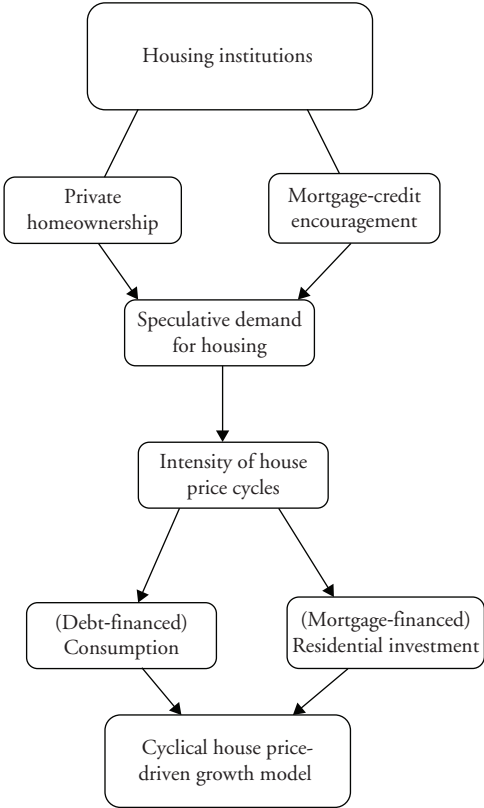 Housing institutions
Private
homeownership
Mortgage-credit
encouragement
Speculative demand
for housing
Intensity of house
price cycles
(Debt-financed)
Consumption
(Mortgage-financed)
Residential investment
Cyclical house price-
driven growth model